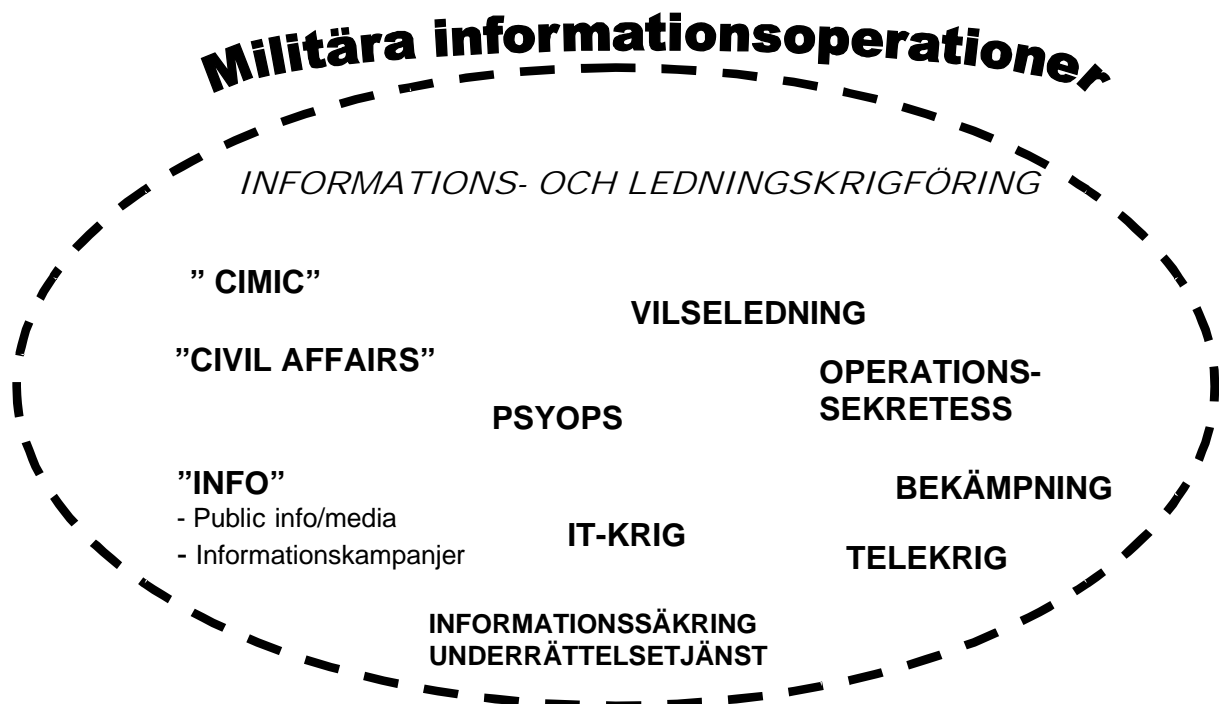 Militära informationsoperationer
INFORMATIONS- OCH LEDNINGSKRIGFÖRING
” CIMIC”
VILSELEDNING
”CIVIL AFFAIRS”
OPERATIONS-
SEKRETESS
PSYOPS
”INFO”
- Public info/media
- Informationskampanjer
BEKÄMPNING
IT-KRIG
TELEKRIG
INFORMATIONSSÄKRING
UNDERRÄTTELSETJÄNST